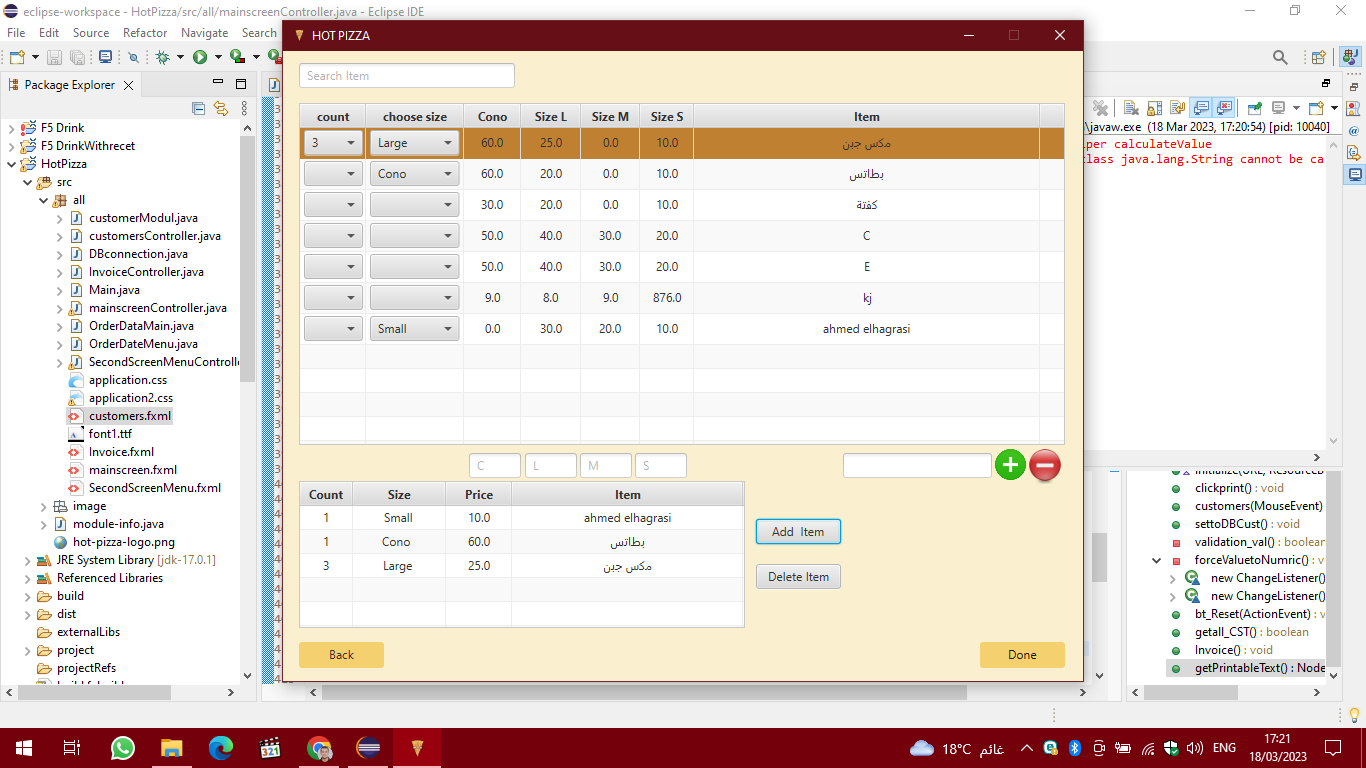 eclipse-workspace - HotPizza/src/all/mainscreenController.java - Eclipse IDE
File Edit Source Refactor Navigate Search
Package Explorer
F5 Drink
F5 DrinkWithrecet
HotPizza
src
all
customerModul.java
customersController.java
DBconnection.java
InvoiceController.java
Main.java
mainscreenController.java
OrderDataMain.java
OrderDateMenu.java
SecondScreenMenuControlle
application.css
application2.css
customers.fxml
font1.ttf
Invoice.fxml
mainscreen.fxml
SecondScreenMenu.fxml
image
module-info.java
hot-pizza-logo.png
JRE System Library [jdk-17.0.1]
Referenced Libraries
build
dist
externalLibs
project
projectRefs
HOT PIZZA
Search Item
count choose size Cono Size L Size M Size S Item
3 Large 60.0 25.0 0.0 10.0 مكس جبن
Cono 60.0 20.0 0.0 10.0 بطاتس
30.0 20.0 0.0 10.0 كفتة
50.0 40.0 30.0 20.0 C
50.0 40.0 30.0 20.0 E
9.0 8.0 9.0 876.0 kj
Small 0.0 30.0 20.0 10.0 ahmed elhagrasi
C L M S
Count Size Price Item
1 Small 10.0 ahmed elhagrasi
1 Cono 60.0 بطاتس
3 Large 25.0 مكس جبن
Add Item
Delete Item
Back
Done
\javaw.exe (18 Mar 2023, 17:20:54) [pid: 10040]
per calculateValue
class java.lang.String cannot be ca
clickprint() : void
customers(MouseEvent)
settoDBCust() : void
validation_val() : boolean
forceValuetoNumric() :
new ChangeListener()
new ChangeListener()
bt_Reset(ActionEvent) : v
getall_CST() : boolean
Invoice() : void
getPrintableText() : Node
321
18°C غائم
ENG
17:21
18/03/2023